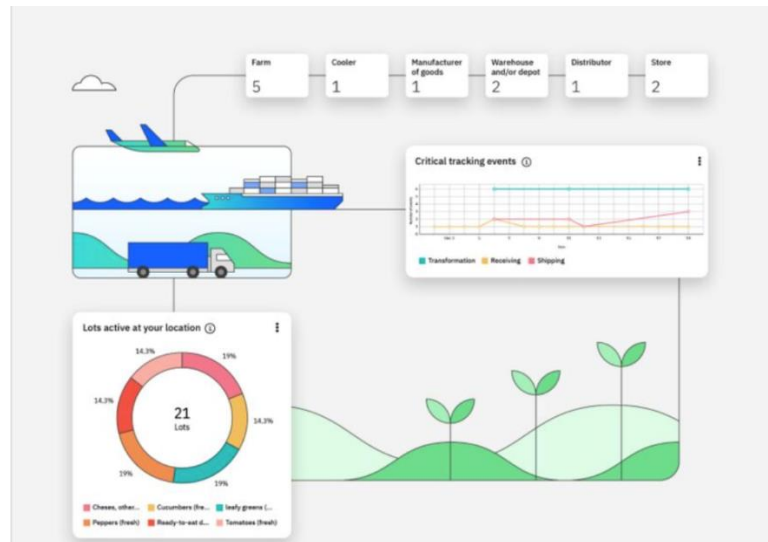 Farm
5
Cooler
1
Manufacturer
of goods
1
Warehouse
and/or depot
2
Distributor
1
Store
2
Critical tracking events
Transformation
Receiving
Shipping
Lots active at your location
14,3%
19%
14,3%
14,3%
19%
19%
21
Lots
Cheses, other...
Cucumbers (fre...
leafy greens (...
Peppers (fresh)
Ready-to-eat d...
Tomatoes (fresh)